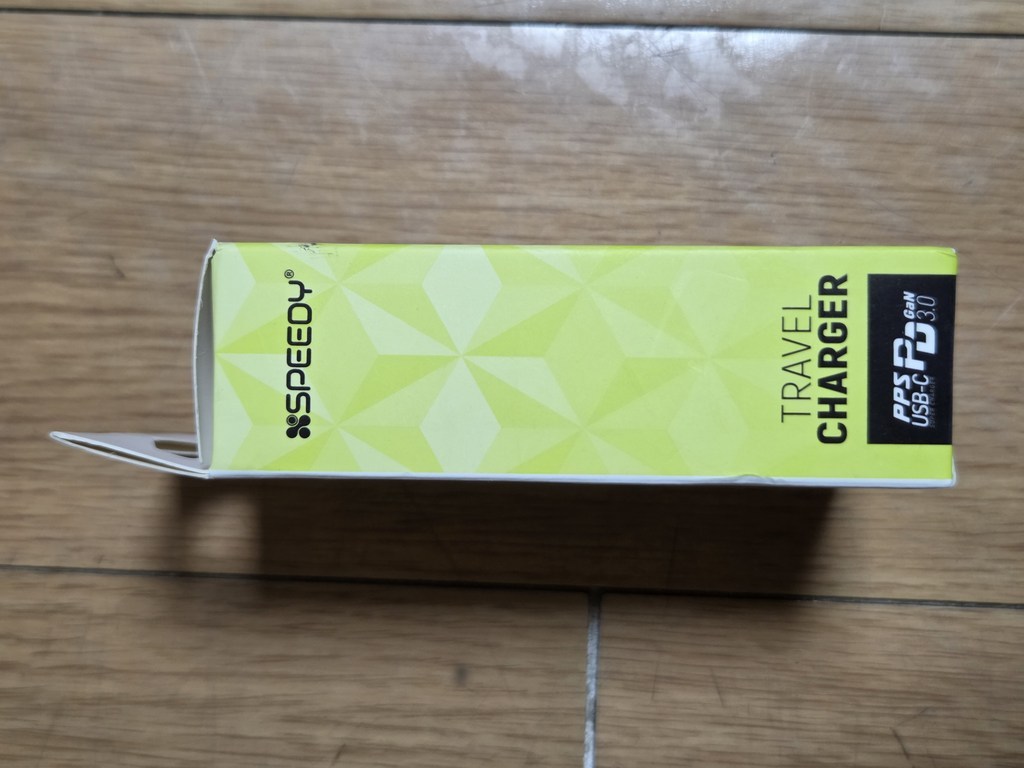 SPEEDY®
TRAVEL
CHARGER
PPS
USB-C PD GaN 3.0